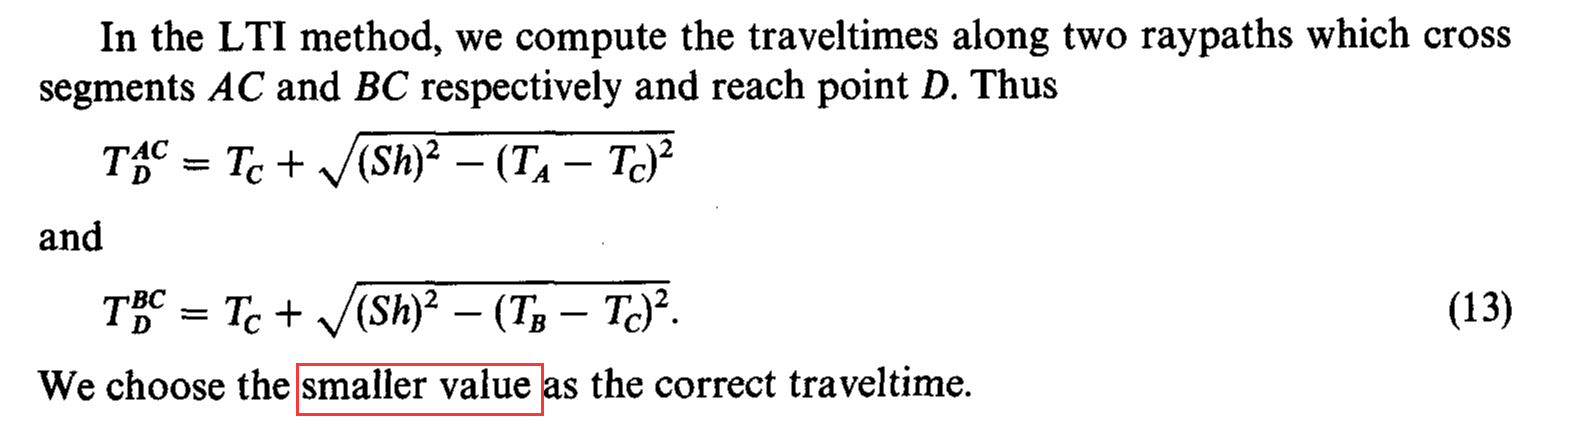 In the LTI method, we compute the traveltimes along two raypaths which cross
segments AC and BC respectively and reach point D. Thus
T_D^{AC} = T_C + √((Sh)² − (T_A − T_C)²)
and
T_D^{BC} = T_C + √((Sh)² − (T_B − T_C)²). (13)
We choose the smaller value as the correct traveltime.